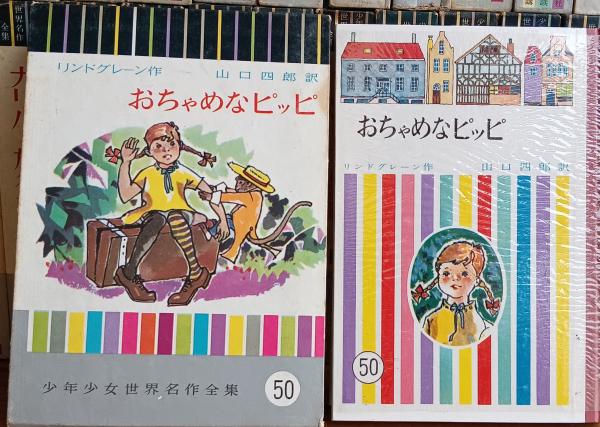 リンドグレーン作 山口四郎訳
おちゃめなピッピ
少年少女世界名作全集 50
おちゃめなピッピ
リンドグレーン作 山口四郎訳
50